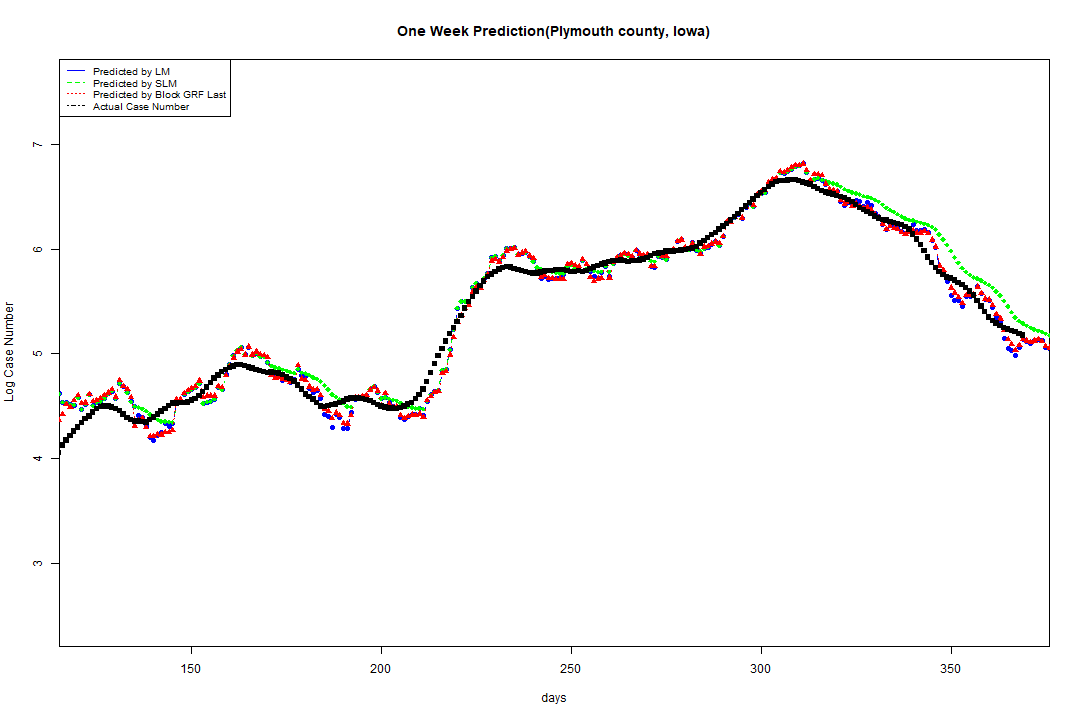 One Week Prediction(Plymouth county, Iowa)
Predicted by LM
Predicted by SLM
Predicted by Block GRF Last
Actual Case Number
7
6
5
4
3
Log Case Number
150 200 250 300 350
days